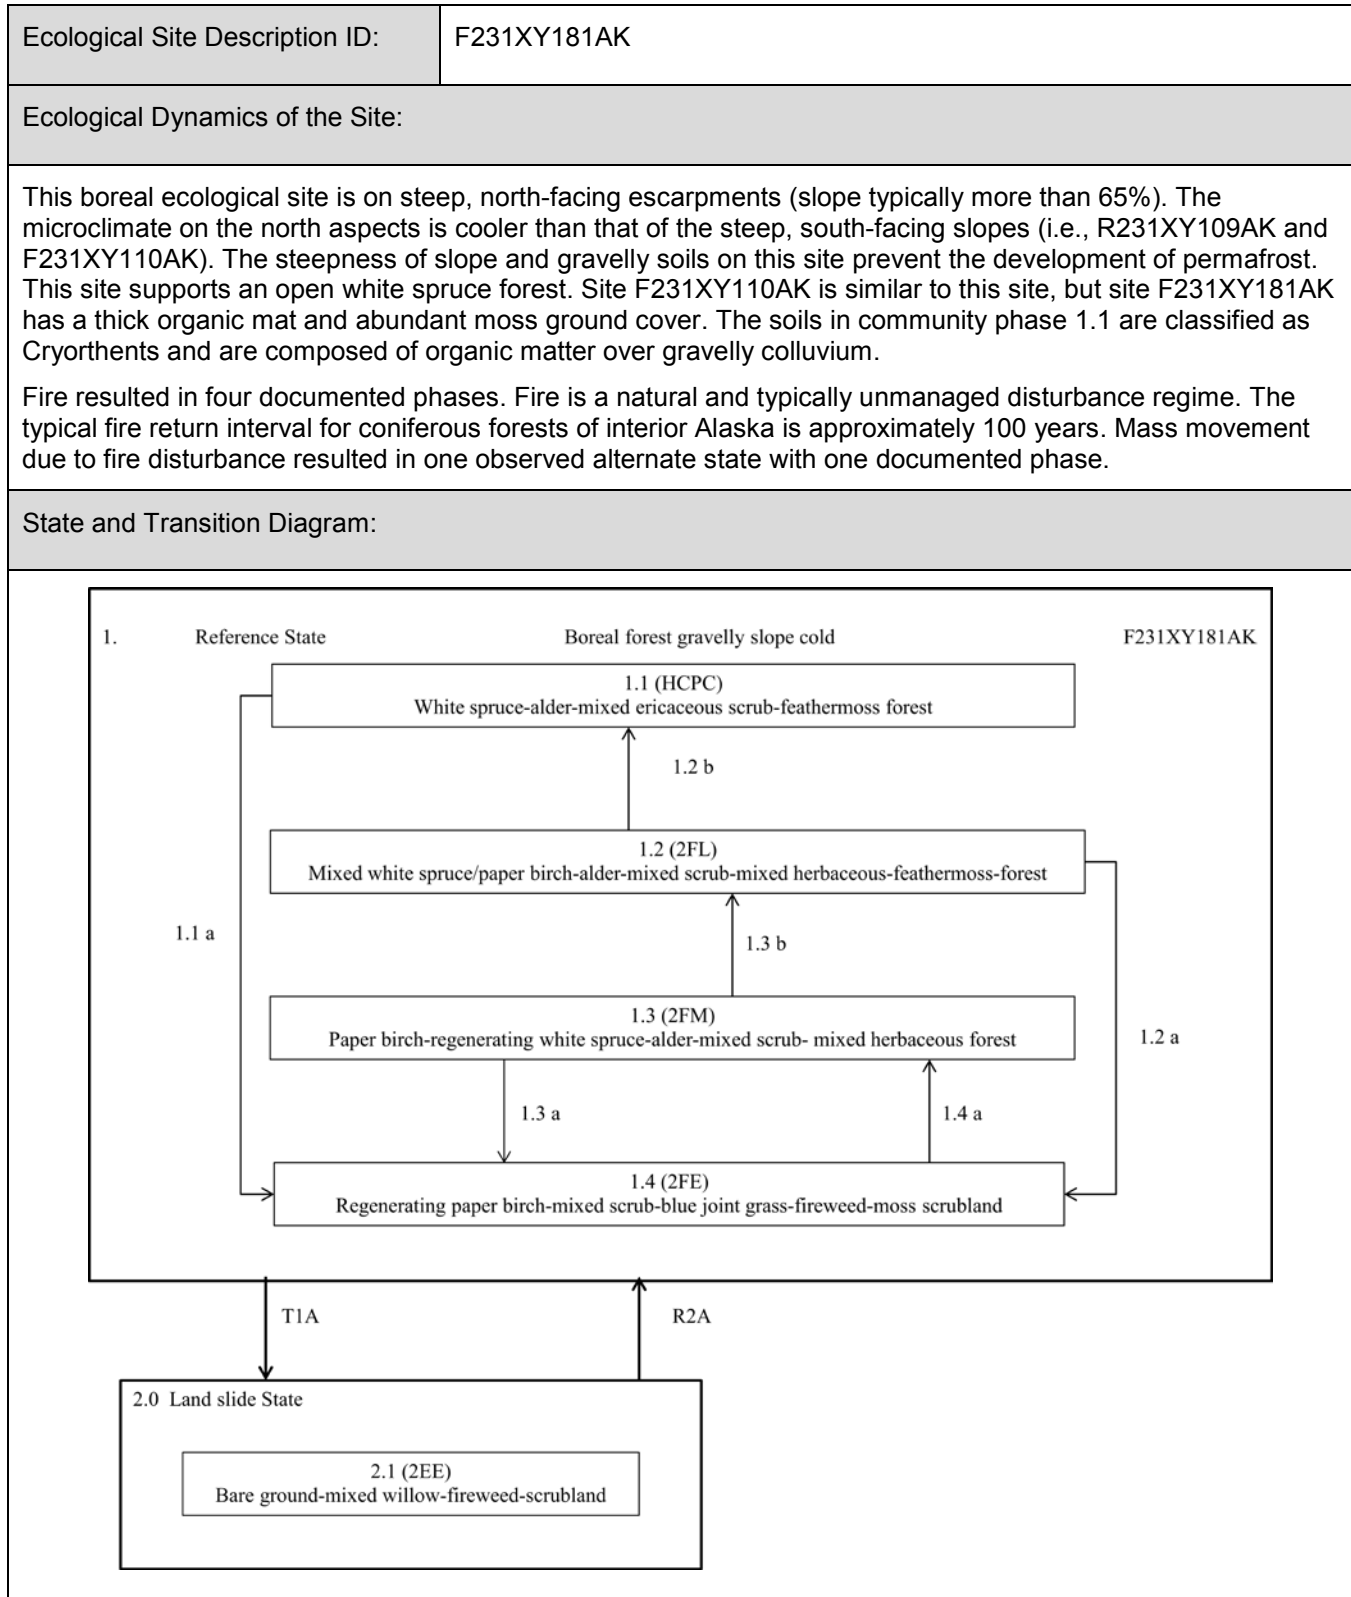 Ecological Site Description ID: F231XY181AK
Ecological Dynamics of the Site:
This boreal ecological site is on steep, north-facing escarpments (slope typically more than 65%). The
microclimate on the north aspects is cooler than that of the steep, south-facing slopes (i.e., R231XY109AK and
F231XY110AK). The steepness of slope and gravelly soils on this site prevent the development of permafrost.
This site supports an open white spruce forest. Site F231XY110AK is similar to this site, but site F231XY181AK
has a thick organic mat and abundant moss ground cover. The soils in community phase 1.1 are classified as
Cryorthents and are composed of organic matter over gravelly colluvium.
Fire resulted in four documented phases. Fire is a natural and typically unmanaged disturbance regime. The
typical fire return interval for coniferous forests of interior Alaska is approximately 100 years. Mass movement
due to fire disturbance resulted in one observed alternate state with one documented phase.
State and Transition Diagram:
1. Reference State Boreal forest gravelly slope cold F231XY181AK
1.1 (HCPC)
White spruce-alder-mixed ericaceous scrub-feathermoss forest
1.2 b
1.2 (2FL)
Mixed white spruce/paper birch-alder-mixed scrub-mixed herbaceous-feathermoss-forest
1.1 a
1.3 b
1.3 (2FM)
Paper birch-regenerating white spruce-alder-mixed scrub- mixed herbaceous forest
1.2 a
1.3 a
1.4 a
1.4 (2FE)
Regenerating paper birch-mixed scrub-blue joint grass-fireweed-moss scrubland
T1A
R2A
2.0 Land slide State
2.1 (2EE)
Bare ground-mixed willow-fireweed-scrubland